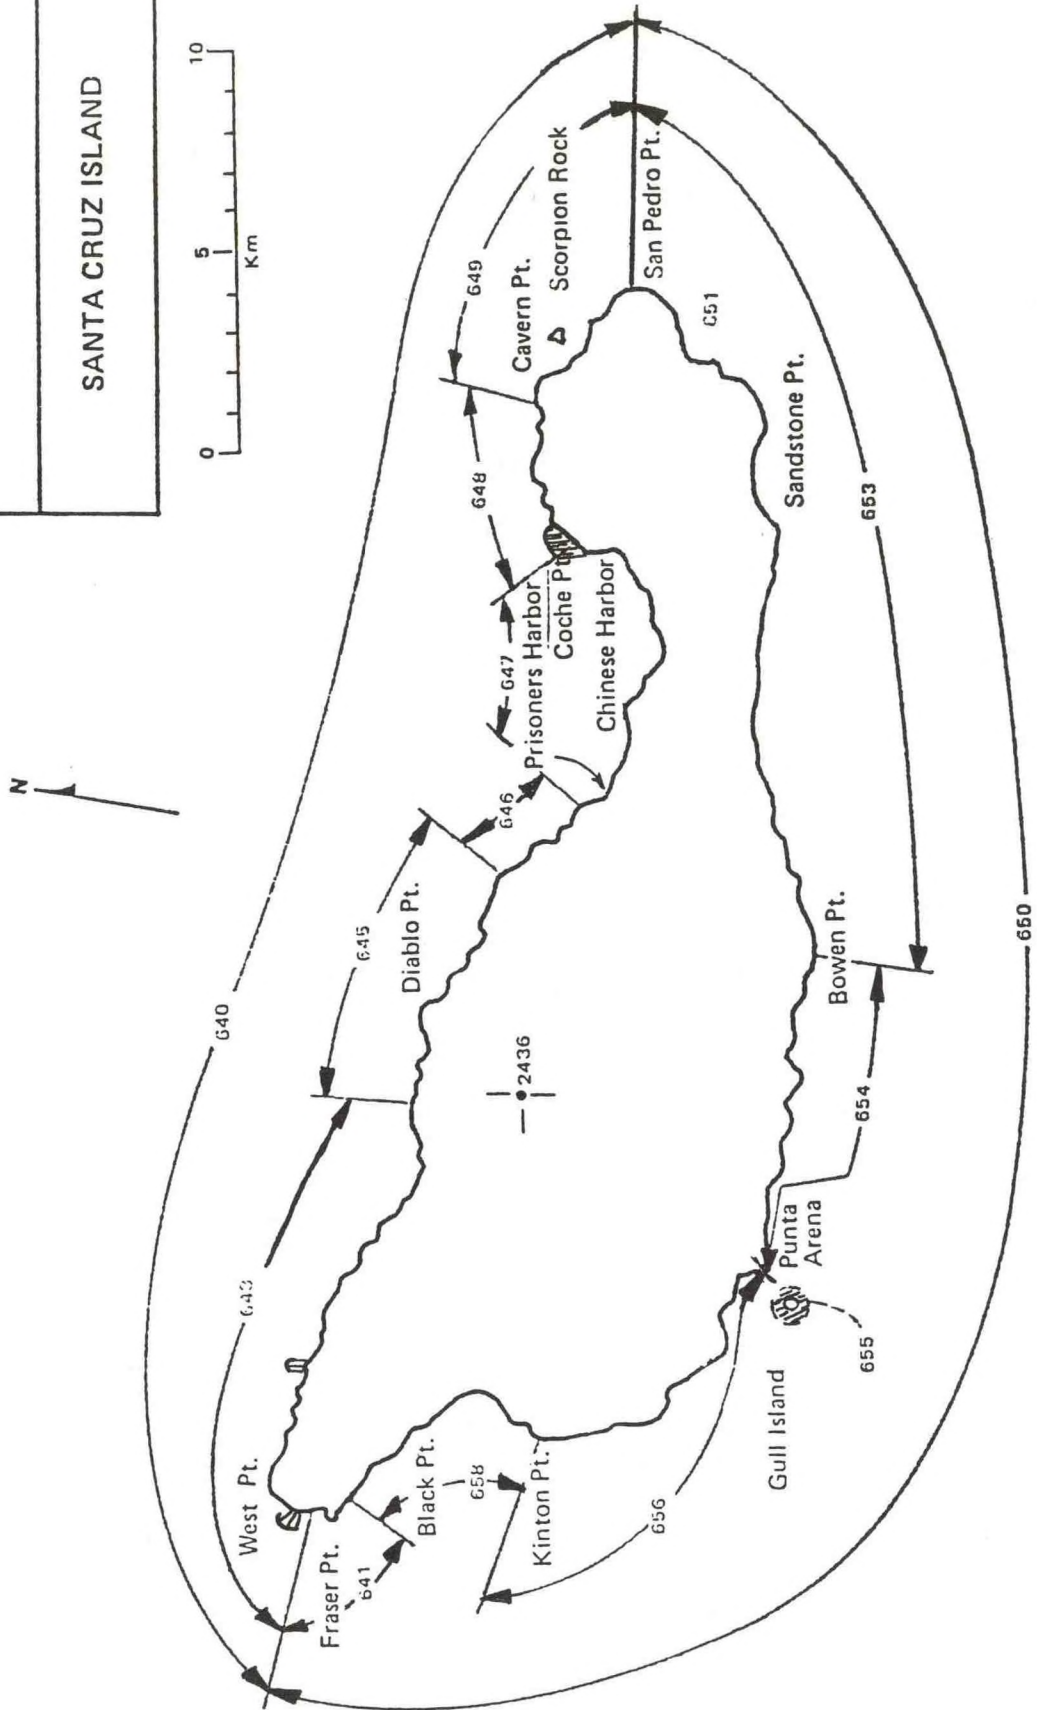 SANTA CRUZ ISLAND
0 5 10
Km
N
640
643
645
646
647
648
649
West Pt.
Diablo Pt.
Prisoners Harbor
Coche Pt.
Chinese Harbor
Cavern Pt.
Scorpion Rock
San Pedro Pt.
651
Sandstone Pt.
653
2436
Fraser Pt.
641
Black Pt.
658
Kinton Pt.
656
Gull Island
655
Punta
Arena
654
Bowen Pt.
650